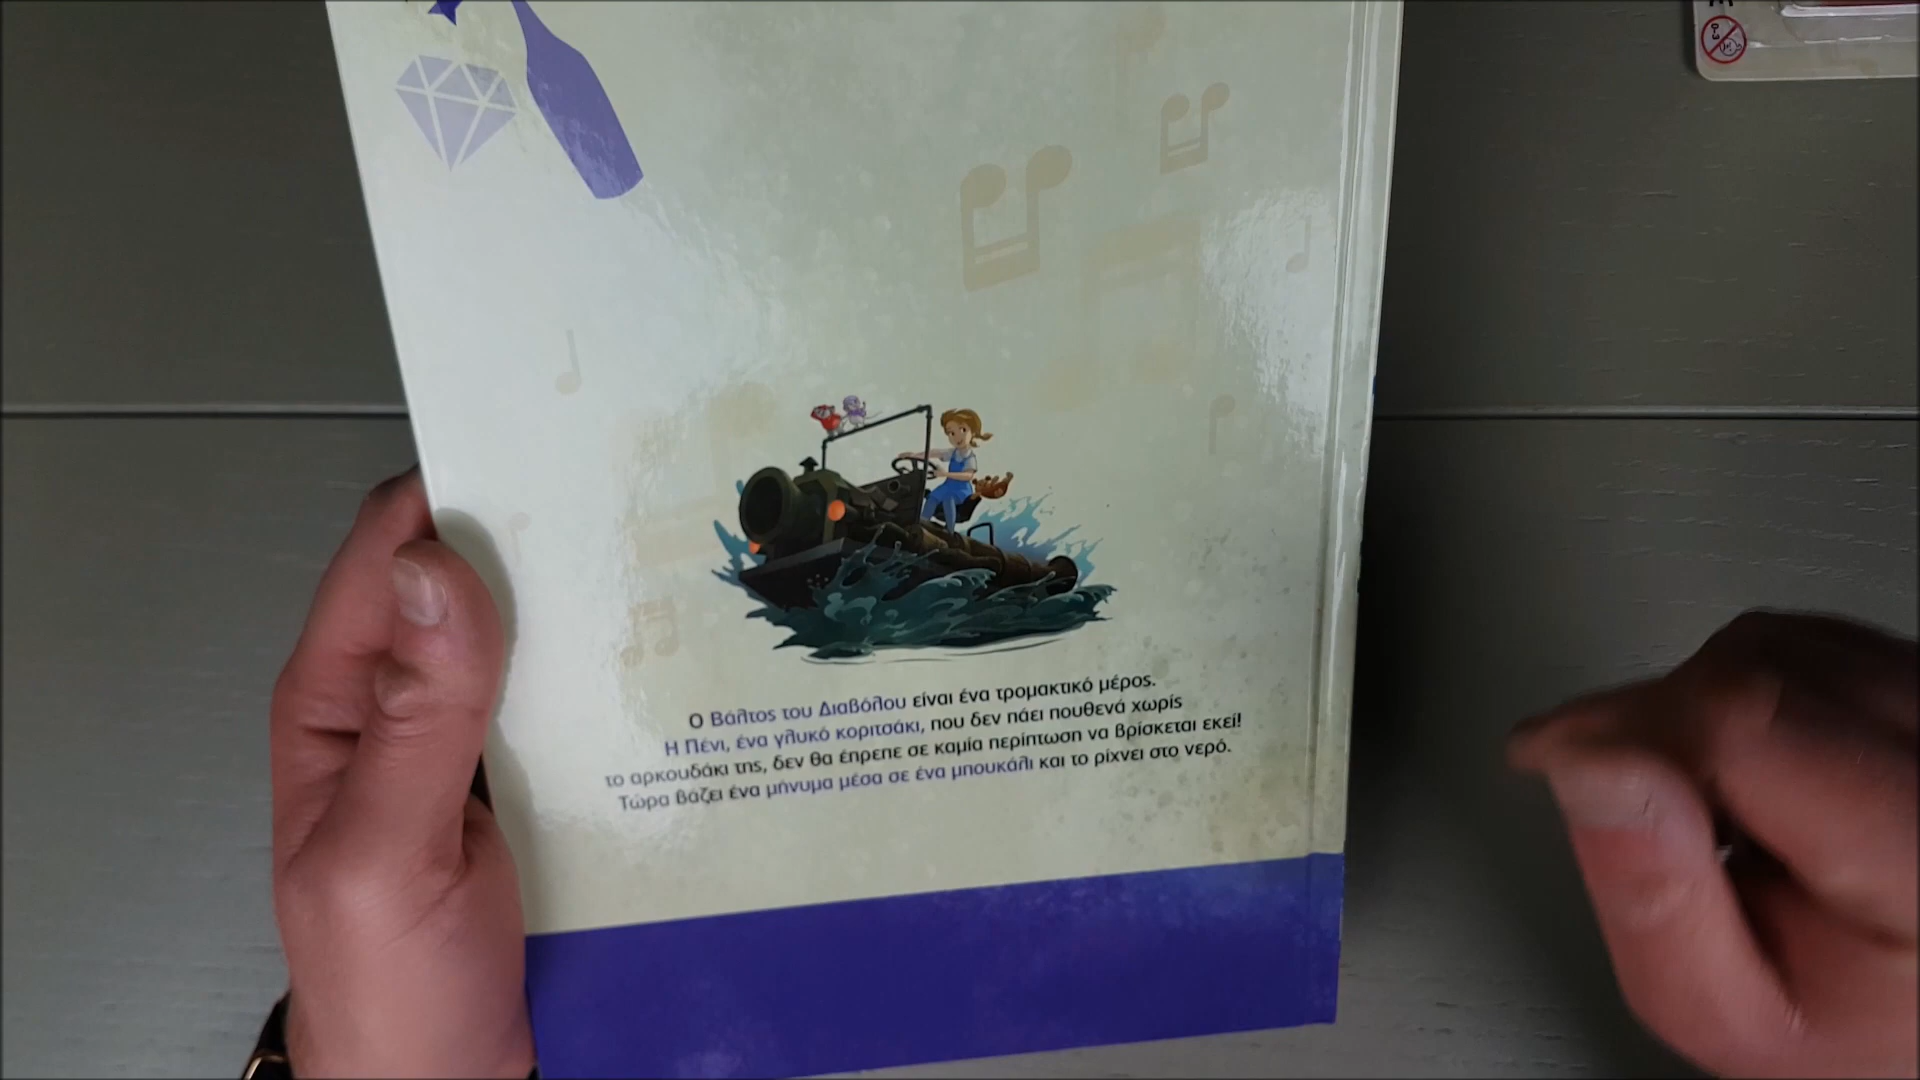 Ο Βάλτος του Διαβόλου είναι ένα τρομακτικό μέρος.
Η Πένι, ένα γλυκό κοριτσάκι, που δεν πάει πουθενά χωρίς
το αρκουδάκι της, δεν θα έπρεπε σε καμία περίπτωση να βρίσκεται εκεί!
Τώρα βάζει ένα μήνυμα μέσα σε ένα μπουκάλι και το ρίχνει στο νερό.